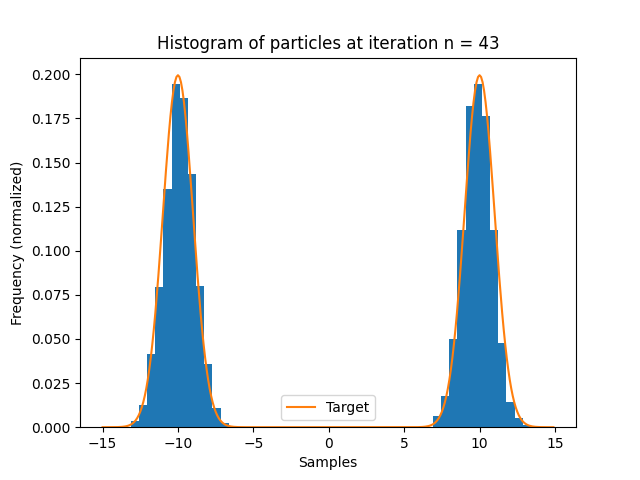 Histogram of particles at iteration n = 43
Frequency (normalized)
0.200
0.175
0.150
0.125
0.100
0.075
0.050
0.025
0.000
Target
−15 −10 −5 0 5 10 15
Samples